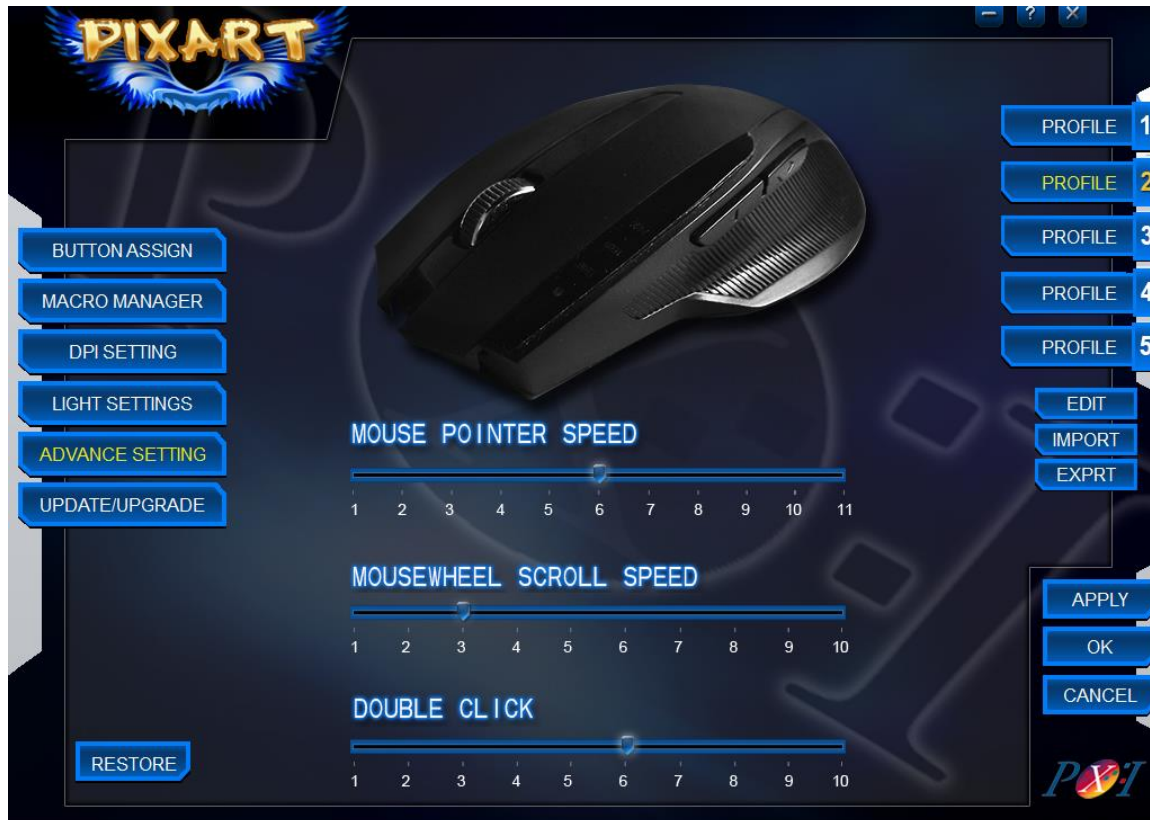 PIXART
?
PROFILE 1
PROFILE 2
PROFILE 3
PROFILE 4
PROFILE 5
BUTTON ASSIGN
MACRO MANAGER
DPI SETTING
LIGHT SETTINGS
ADVANCE SETTING
UPDATE/UPGRADE
EDIT
IMPORT
EXPRT
MOUSE POINTER SPEED
1 2 3 4 5 6 7 8 9 10 11
MOUSEWHEEL SCROLL SPEED
1 2 3 4 5 6 7 8 9 10
DOUBLE CLICK
1 2 3 4 5 6 7 8 9 10
APPLY
OK
CANCEL
RESTORE
PXI